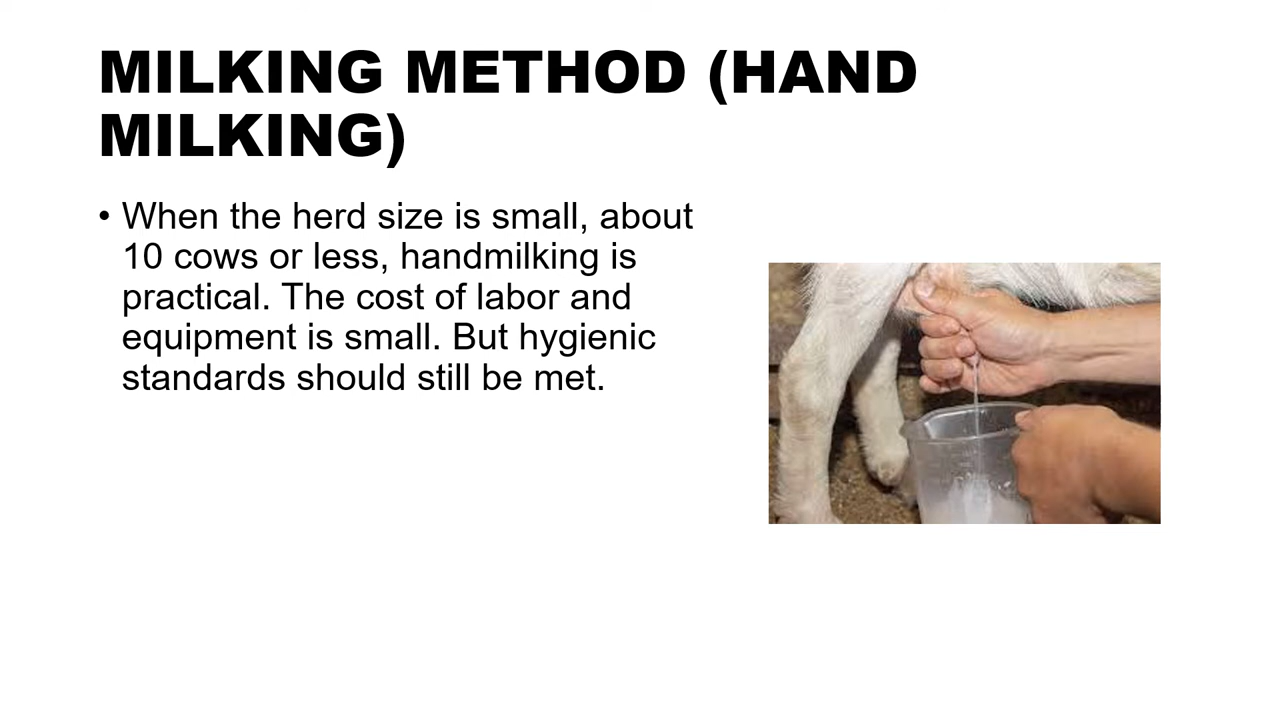 MILKING METHOD (HAND
MILKING)
• When the herd size is small, about
10 cows or less, handmilking is
practical. The cost of labor and
equipment is small. But hygienic
standards should still be met.